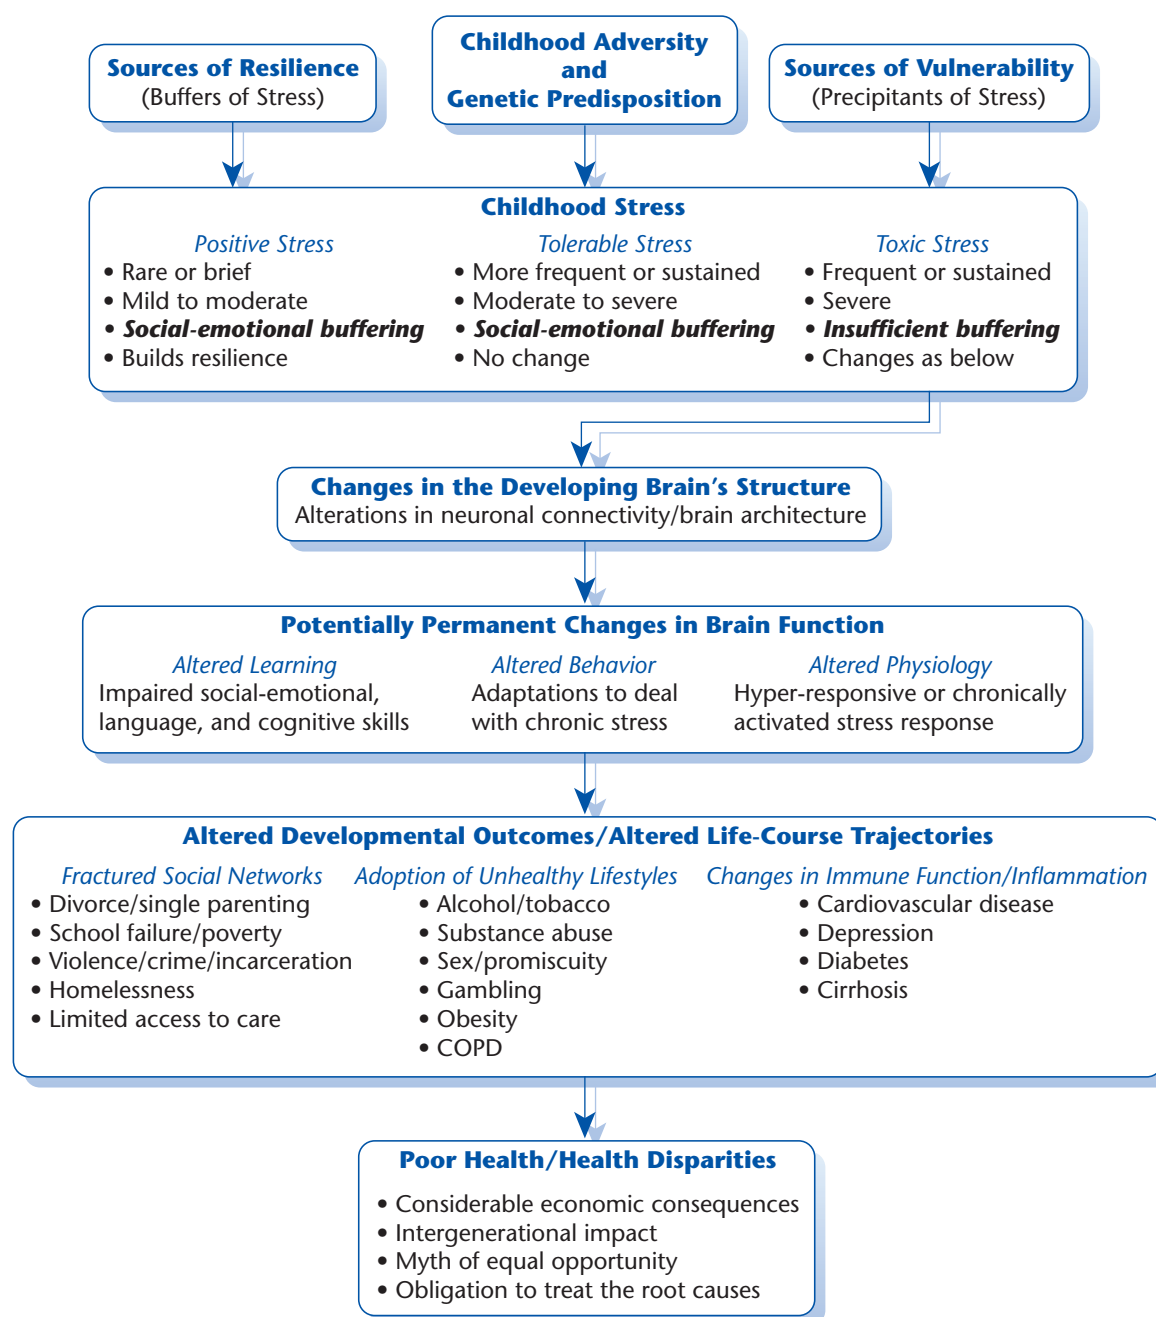 Sources of Resilience
(Buffers of Stress)
Childhood Adversity
and
Genetic Predisposition
Sources of Vulnerability
(Precipitants of Stress)
Childhood Stress
Positive Stress
• Rare or brief
• Mild to moderate
• Social-emotional buffering
• Builds resilience
Tolerable Stress
• More frequent or sustained
• Moderate to severe
• Social-emotional buffering
• No change
Toxic Stress
• Frequent or sustained
• Severe
• Insufficient buffering
• Changes as below
Changes in the Developing Brain’s Structure
Alterations in neuronal connectivity/brain architecture
Potentially Permanent Changes in Brain Function
Altered Learning
Impaired social-emotional,
language, and cognitive skills
Altered Behavior
Adaptations to deal
with chronic stress
Altered Physiology
Hyper-responsive or chronically
activated stress response
Altered Developmental Outcomes/Altered Life-Course Trajectories
Fractured Social Networks
• Divorce/single parenting
• School failure/poverty
• Violence/crime/incarceration
• Homelessness
• Limited access to care
Adoption of Unhealthy Lifestyles
• Alcohol/tobacco
• Substance abuse
• Sex/promiscuity
• Gambling
• Obesity
• COPD
Changes in Immune Function/Inflammation
• Cardiovascular disease
• Depression
• Diabetes
• Cirrhosis
Poor Health/Health Disparities
• Considerable economic consequences
• Intergenerational impact
• Myth of equal opportunity
• Obligation to treat the root causes